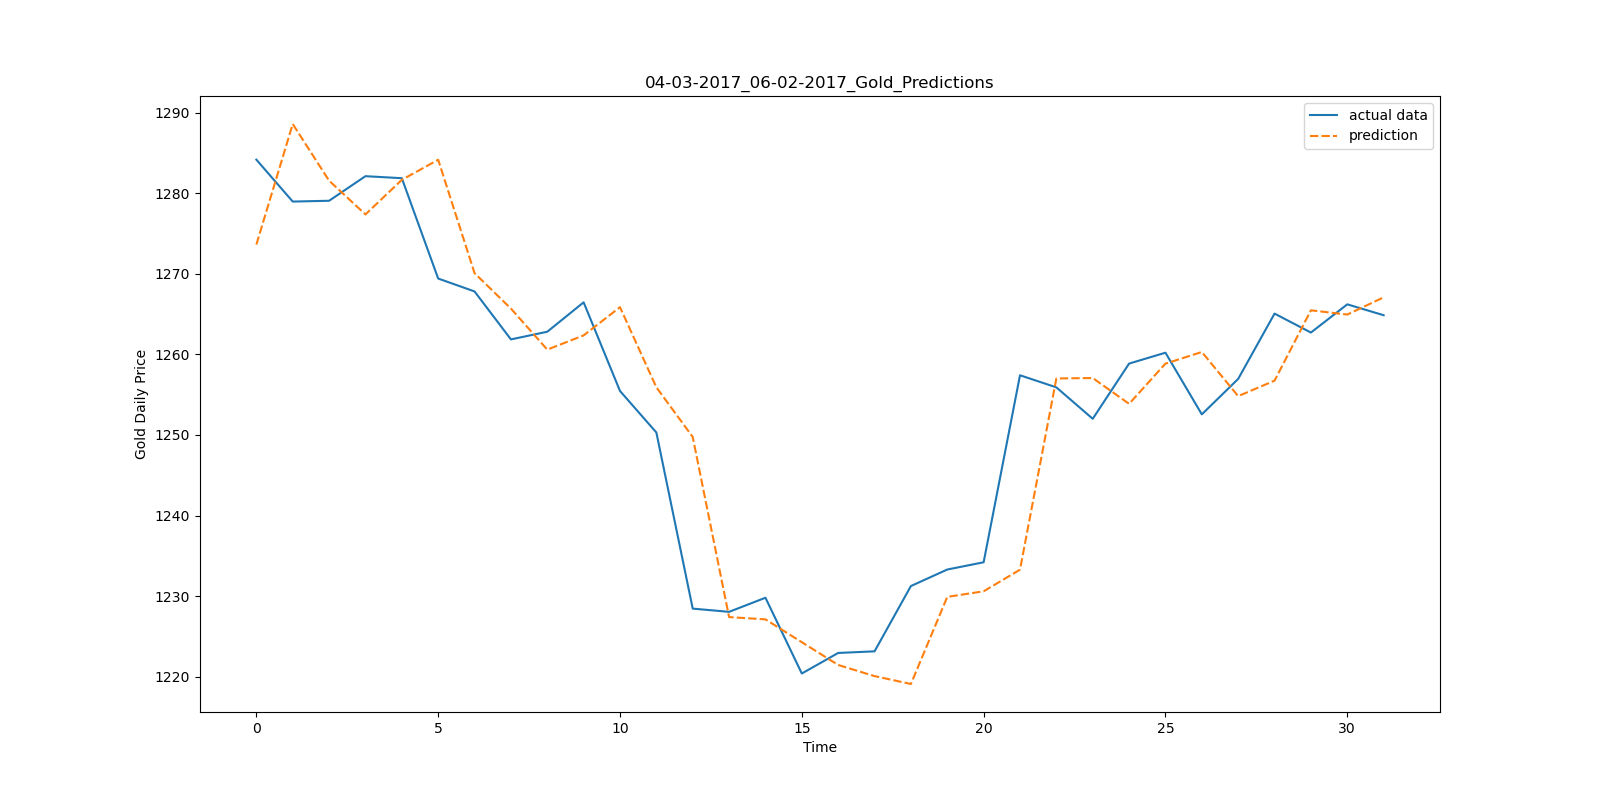 04-03-2017_06-02-2017_Gold_Predictions
actual data
prediction
Gold Daily Price
1290
1280
1270
1260
1250
1240
1230
1220
0 5 10 15 20 25 30
Time